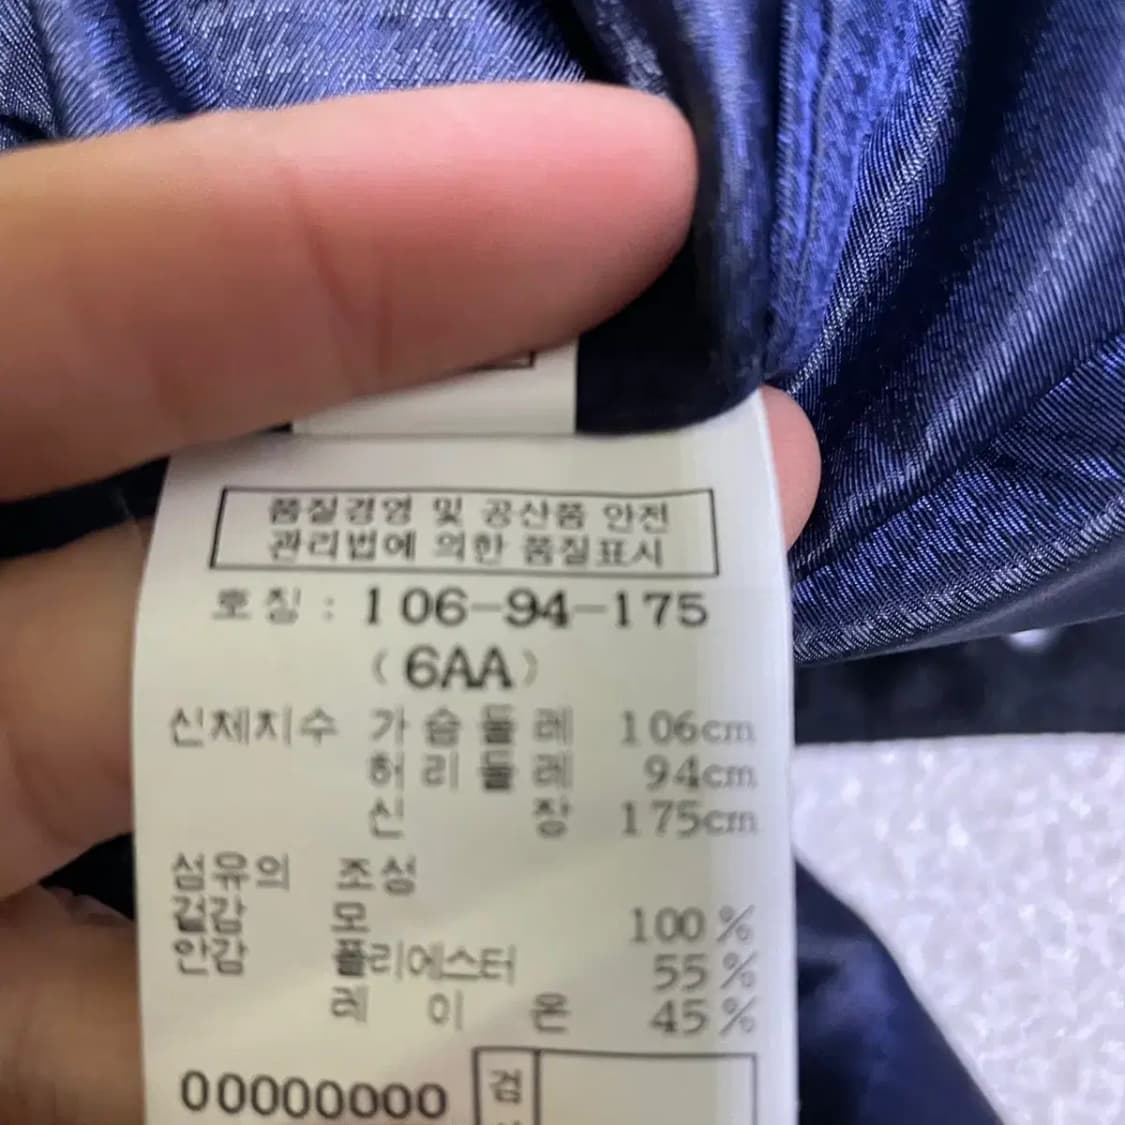 품질경영 및 공산품 안전
관리법에 의한 품질표시
호칭 : 106-94-175
(6AA)
신체치수 가슴둘레 106cm
허리둘레 94cm
신장 175cm
섬유의 조성
겉감 모 100%
안감 폴리에스터 55%
레이온 45%
00000000 검